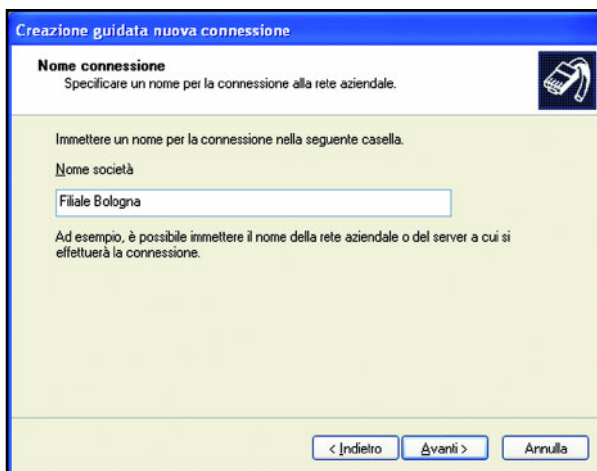 Creazione guidata nuova connessione
Nome connessione
Specificare un nome per la connessione alla rete aziendale.
Immettere un nome per la connessione nella seguente casella.
Nome società
Filiale Bologna
Ad esempio, è possibile immettere il nome della rete aziendale o del server a cui si
effettuerà la connessione.
< Indietro
Avanti >
Annulla